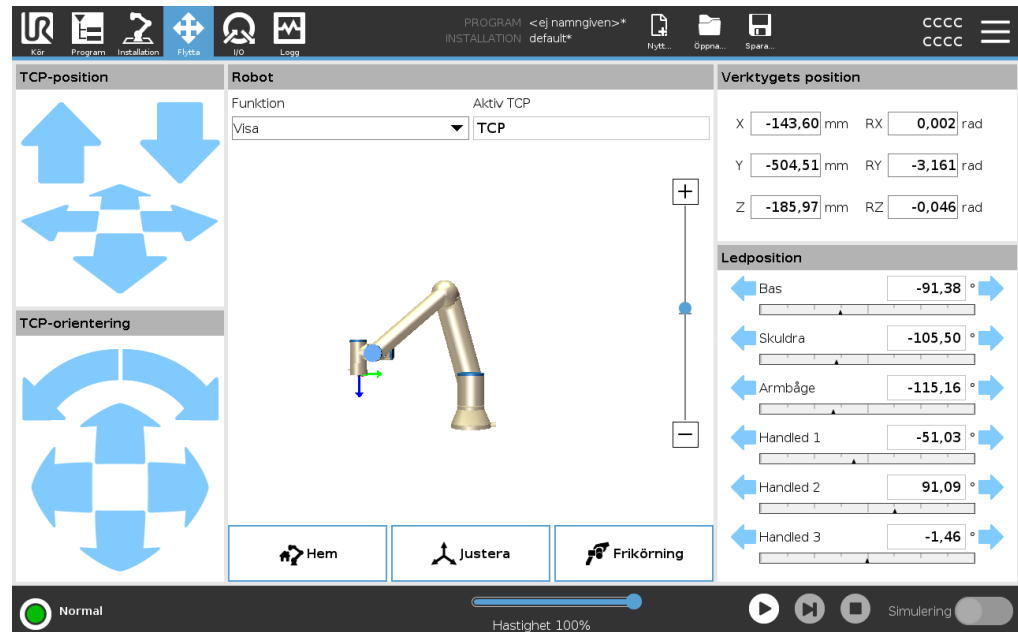 UR
PROGRAM <ej namngiven>*
INSTALLATION default*
CCCC
CCCC
Kör Program Installation Flytta I/O Logg Nytt... Öppna... Spara...
TCP-position
Robot
Verktygets position
Funktion Aktiv TCP
Visa TCP
X -143,60 mm RX 0,002 rad
Y -504,51 mm RY -3,161 rad
Z -185,97 mm RZ -0,046 rad
Ledposition
Bas -91,38 °
TCP-orientering
Skuldra -105,50 °
Armbåge -115,16 °
Handled 1 -51,03 °
Handled 2 91,09 °
Handled 3 -1,46 °
Hem Justera Frikörning
Normal
Hastighet 100%
Simulering